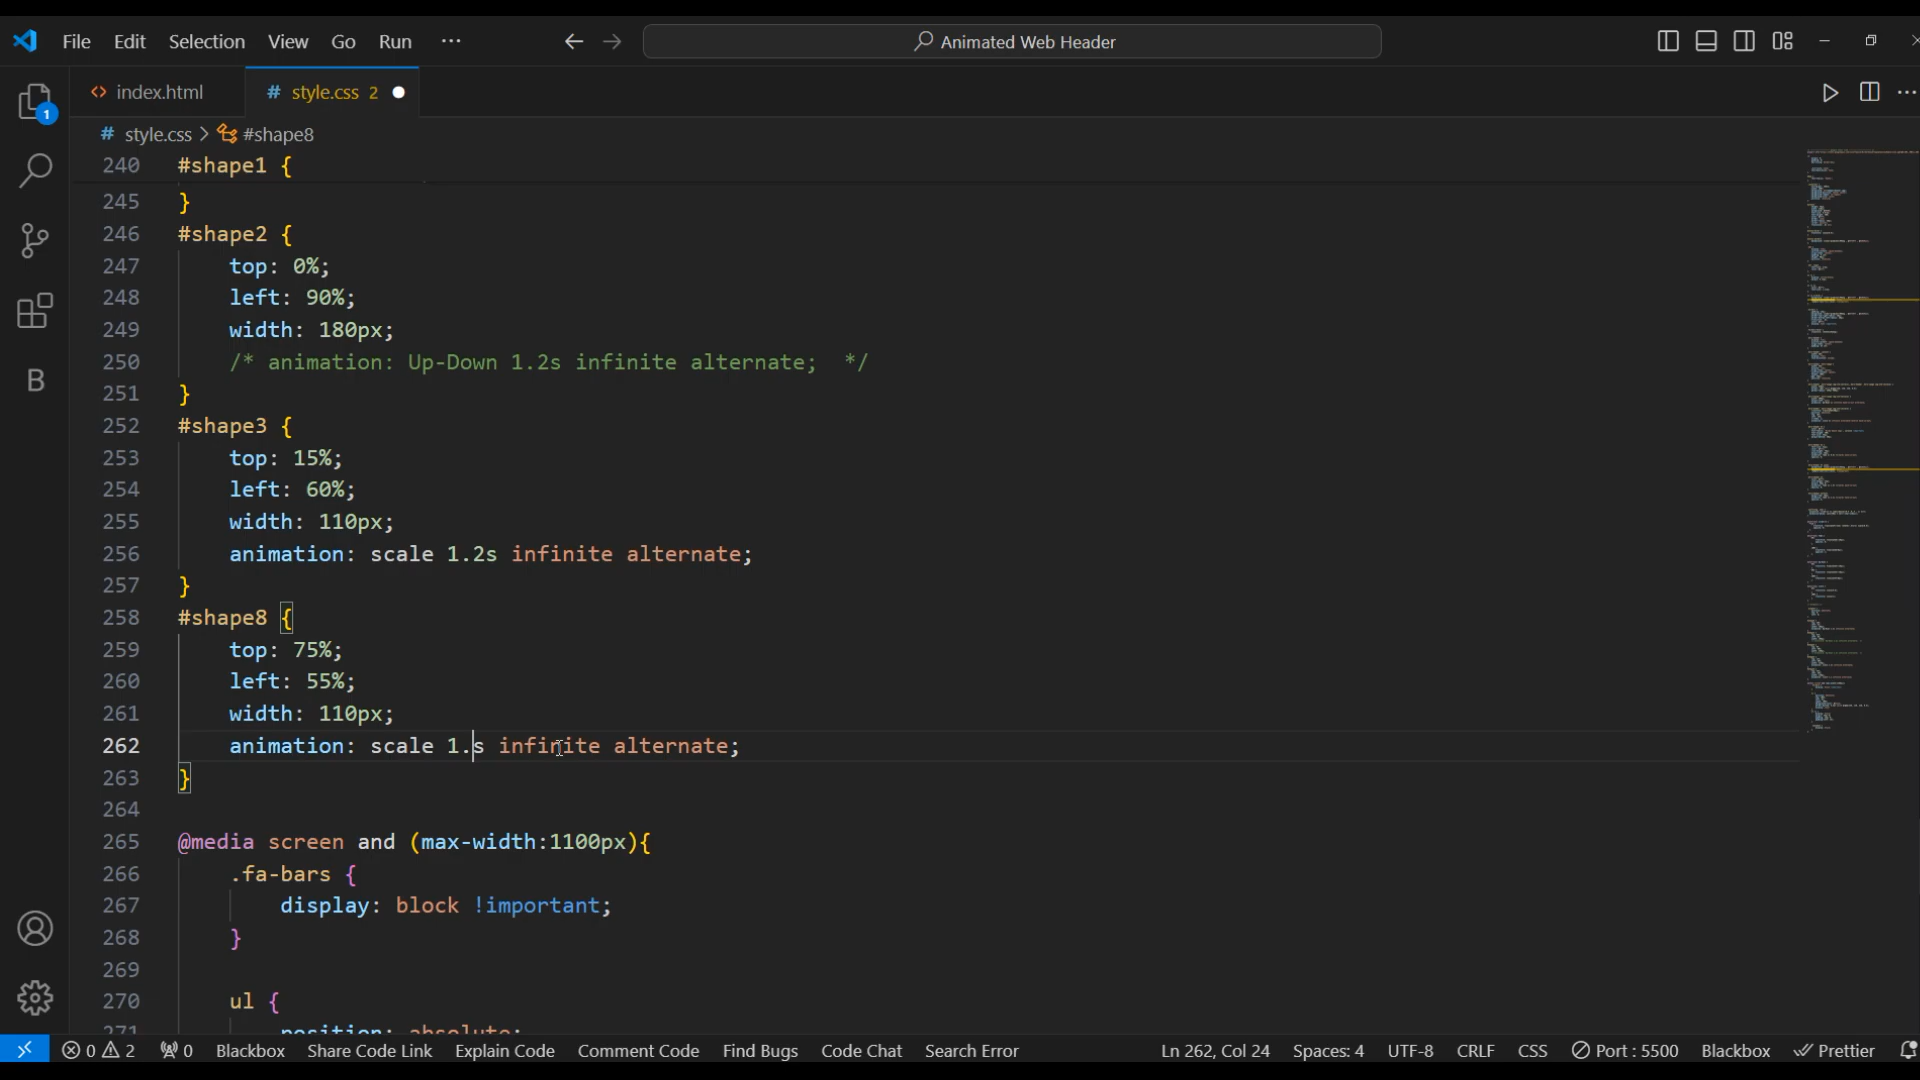 File Edit Selection View Go Run ··· Animated Web Header
index.html style.css 2
style.css > #shape8
240 #shape1 {
245 }
246 #shape2 {
247 top: 0%;
248 left: 90%;
249 width: 180px;
250 /* animation: Up-Down 1.2s infinite alternate;  */
251 }
252 #shape3 {
253 top: 15%;
254 left: 60%;
255 width: 110px;
256 animation: scale 1.2s infinite alternate;
257 }
258 #shape8 {
259 top: 75%;
260 left: 55%;
261 width: 110px;
262 animation: scale 1.s infinite alternate;
263 }
264
265 @media screen and (max-width:1100px){
266 .fa-bars {
267 display: block !important;
268 }
269
270 ul {
271 position: absolute;
1
B
0 2 0 Blackbox Share Code Link Explain Code Comment Code Find Bugs Code Chat Search Error Ln 262, Col 24 Spaces: 4 UTF-8 CRLF CSS Port : 5500 Blackbox Prettier